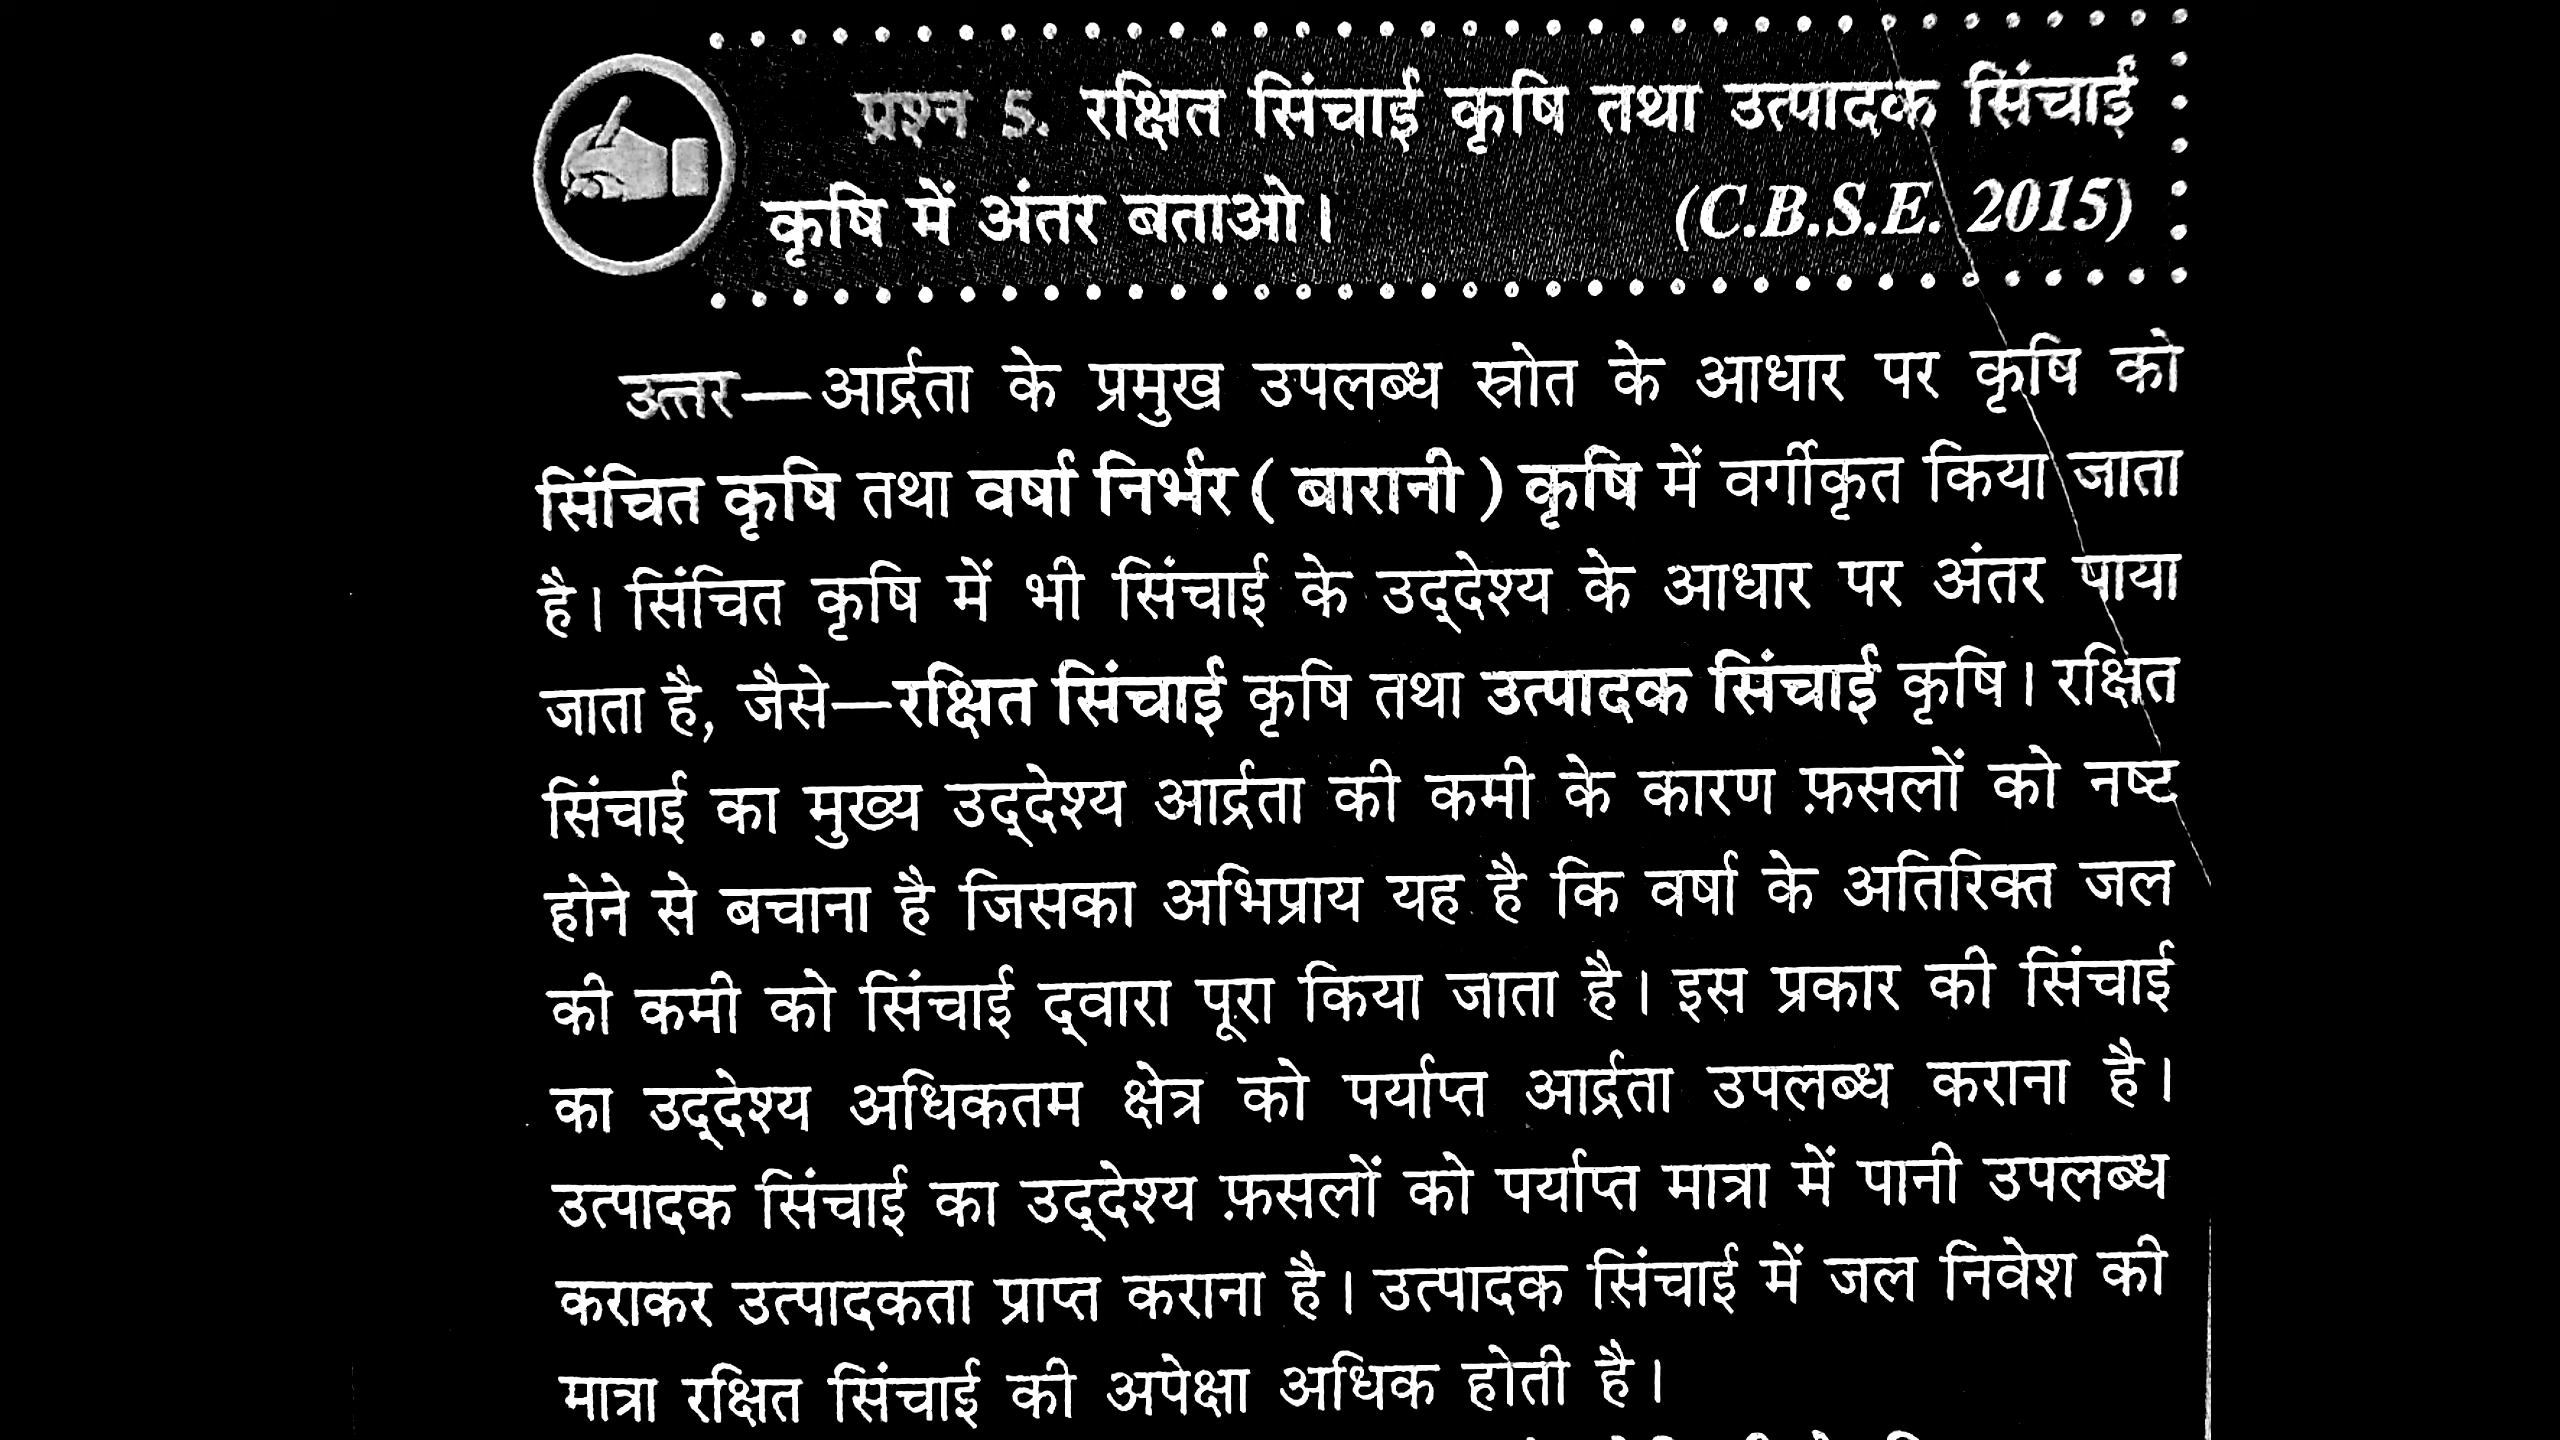 प्रश्न 5. रक्षित सिंचाई कृषि तथा उत्पादक सिंचाई
कृषि में अंतर बताओ। (C.B.S.E. 2015)
उत्तर—आर्द्रता के प्रमुख उपलब्ध स्रोत के आधार पर कृषि को
सिंचित कृषि तथा वर्षा निर्भर ( बारानी ) कृषि में वर्गीकृत किया जाता
है। सिंचित कृषि में भी सिंचाई के उद्‌देश्य के आधार पर अंतर पाया
जाता है, जैसे—रक्षित सिंचाई कृषि तथा उत्पादक सिंचाई कृषि। रक्षित
सिंचाई का मुख्य उद्‌देश्य आर्द्रता की कमी के कारण फ़सलों को नष्ट
होने से बचाना है जिसका अभिप्राय यह है कि वर्षा के अतिरिक्त जल
की कमी को सिंचाई द्‌वारा पूरा किया जाता है। इस प्रकार की सिंचाई
का उद्‌देश्य अधिकतम क्षेत्र को पर्याप्त आर्द्रता उपलब्ध कराना है।
उत्पादक सिंचाई का उद्‌देश्य फ़सलों को पर्याप्त मात्रा में पानी उपलब्ध
कराकर उत्पादकता प्राप्त कराना है। उत्पादक सिंचाई में जल निवेश की
मात्रा रक्षित सिंचाई की अपेक्षा अधिक होती है।